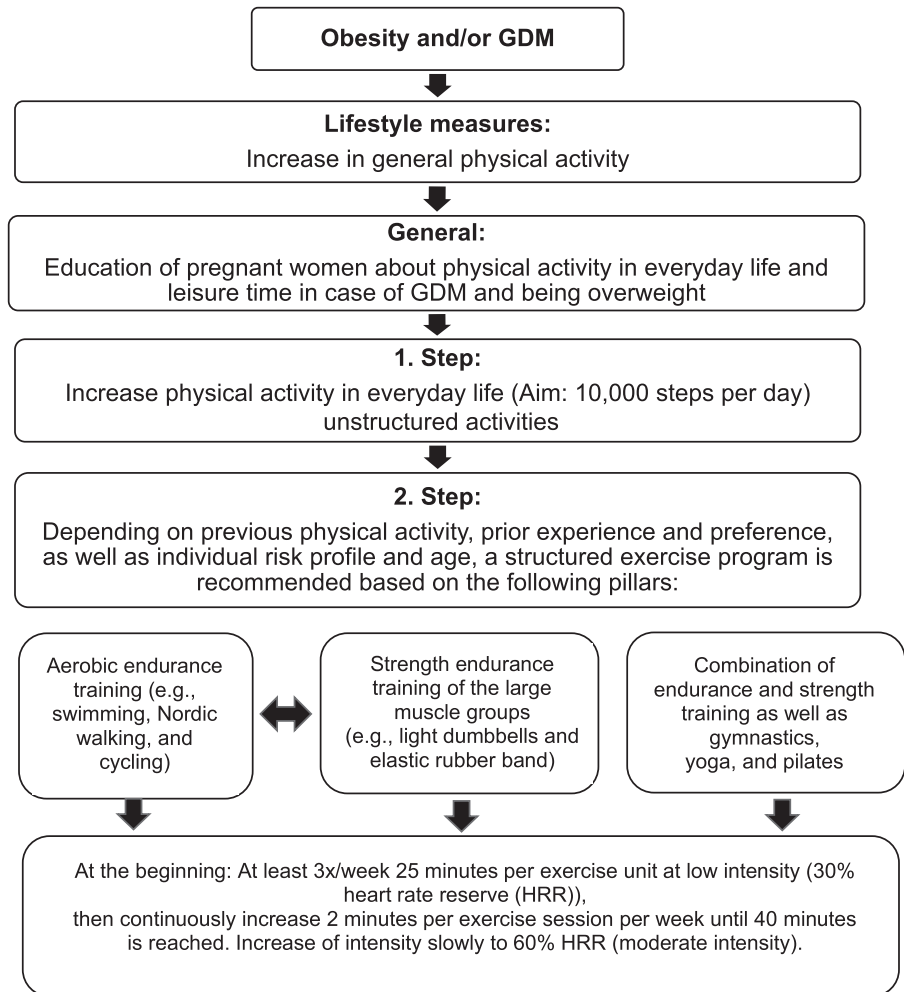 Obesity and/or GDM
Lifestyle measures:
Increase in general physical activity
General:
Education of pregnant women about physical activity in everyday life and
leisure time in case of GDM and being overweight
1. Step:
Increase physical activity in everyday life (Aim: 10,000 steps per day)
unstructured activities
2. Step:
Depending on previous physical activity, prior experience and preference,
as well as individual risk profile and age, a structured exercise program is
recommended based on the following pillars:
Aerobic endurance
training (e.g.,
swimming, Nordic
walking, and
cycling)
Strength endurance
training of the large
muscle groups
(e.g., light dumbbells and
elastic rubber band)
Combination of
endurance and strength
training as well as
gymnastics,
yoga, and pilates
At the beginning: At least 3x/week 25 minutes per exercise unit at low intensity (30%
heart rate reserve (HRR)),
then continuously increase 2 minutes per exercise session per week until 40 minutes
is reached. Increase of intensity slowly to 60% HRR (moderate intensity).